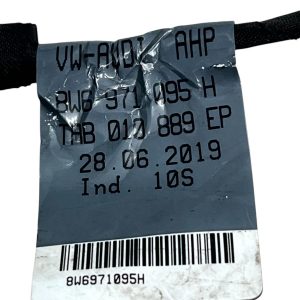 VW-AUDI AHP
8W6 971 095 H
TAB 010 889 EP
28.06.2019
Ind. 10S
8W6971095H